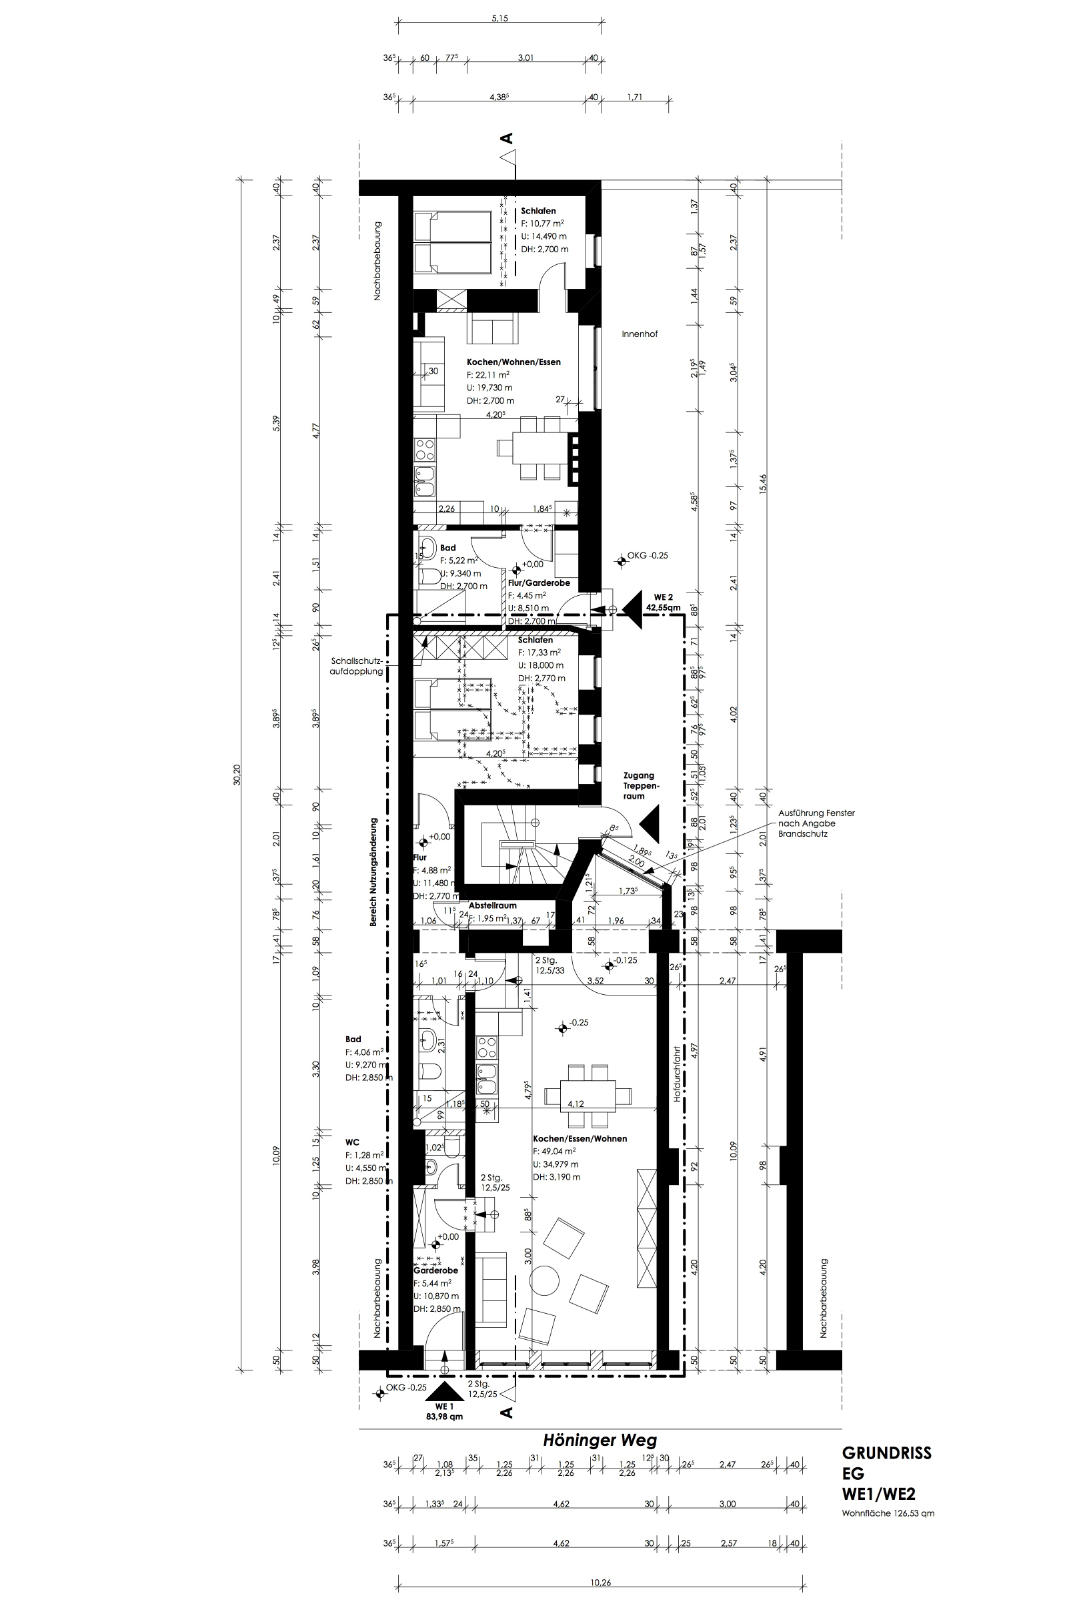 5,15
36⁵ 60 77⁵ 3,01 40
36⁵ 4,38⁵ 40 1,71
A
Nachbarbebauung
Schlafen
F: 10,77 m²
U: 14,490 m
DH: 2,700 m
Innenhof
Kochen/Wohnen/Essen
F: 22,11 m²
U: 19,730 m
DH: 2,700 m
30
27
4,20⁵
2,26 10 1,84⁵
Bad
F: 5,22 m²
U: 9,340 m
DH: 2,700 m
15
+0,00
Flur/Garderobe
F: 4,45 m²
U: 8,510 m
DH: 2,700 m
OKG -0.25
WE 2
42,55qm
Schallschutz-
aufdopplung
Schlafen
F: 17,33 m²
U: 18,000 m
DH: 2,770 m
4,20⁵
Zugang
Treppen-
raum
Ausführung Fenster
nach Angabe
Brandschutz
8⁵
1,89⁵
2,00
13⁵
1,73⁵
1,21⁵
72
Bereich Nutzungsänderung
+0,00
Flur
F: 4,88 m²
U: 11,480 m
DH: 2,770 m
11⁵
Abstellraum
F: 1,95 m²
1,06 24 1,37 67 17 41 1,96 34 23
58
2 Stg.
12,5/33
-0.125
16⁵
1,01 16 24 1,10 3,52 30 26⁵ 2,47 26⁵
1,41
-0.25
2,31
4,79⁵
Hofdurchfahrt
Bad
F: 4,06 m²
U: 9,270 m
DH: 2,850 m
15 1,18⁵ 50 4,12
99
Kochen/Essen/Wohnen
F: 49,04 m²
U: 34,979 m
DH: 3,190 m
WC
F: 1,28 m²
U: 4,550 m
DH: 2,850 m
1,02⁵
2 Stg.
12,5/25
88⁵
+0,00
3,00
Garderobe
F: 5,44 m²
U: 10,870 m
DH: 2,850 m
Nachbarbebauung
Nachbarbebauung
OKG -0.25
2 Stg.
12,5/25
WE 1
83,98 qm
A
30,20
40
2,37
49
10
5,39
14
2,41
14
12⁵
3,89⁵
40
2,01
37⁵
78⁵
41
17
10,09
50
40
2,37
59
62
4,77
14
1,51
90
26⁵
3,89⁵
90
10
1,61
20
76
58
1,09
10
3,30
15
1,25
10
3,98
12
50
1,37
87
1,57
1,44
2,19⁵
1,49
4,58⁵
88⁵
71
88⁵
97⁵
62⁵
76
97⁵
50
51
1,05
52⁵
88
2,01
19⁵
98
13⁵
98
58
4,97
92
4,20
50
40
2,37
59
3,04⁵
1,37⁵
97
14
2,41
14
4,02
40
1,23⁵
95⁵
98
58
10,09
50
15,46
40
2,01
37⁵
78⁵
41
17
4,91
98
4,20
50
Höninger Weg
36⁵ 27 1,08 35 1,25 31 1,25 31 1,25 12⁵ 30 26⁵ 2,47 26⁵ 40
2,13⁵ 2,26 2,26 2,26
36⁵ 1,33⁵ 24 4,62 30 3,00 40
36⁵ 1,57⁵ 4,62 30 25 2,57 18 40
10,26
GRUNDRISS
EG
WE1/WE2
Wohnfläche 126,53 qm